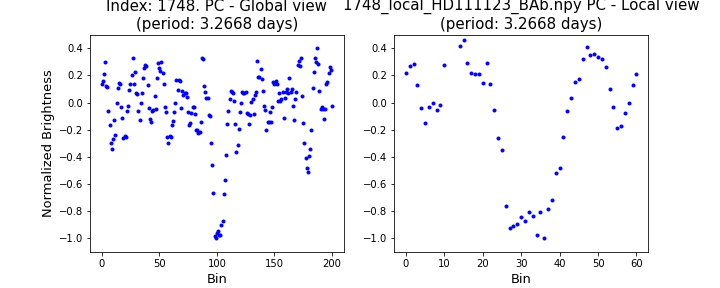 Index: 1748. PC - Global view
(period: 3.2668 days)
1748_local_HD111123_BAb.npy PC - Local view
(period: 3.2668 days)
Normalized Brightness
0.4
0.2
0.0
−0.2
−0.4
−0.6
−0.8
−1.0
0 50 100 150 200
Bin
0.4
0.2
0.0
−0.2
−0.4
−0.6
−0.8
−1.0
0 10 20 30 40 50 60
Bin